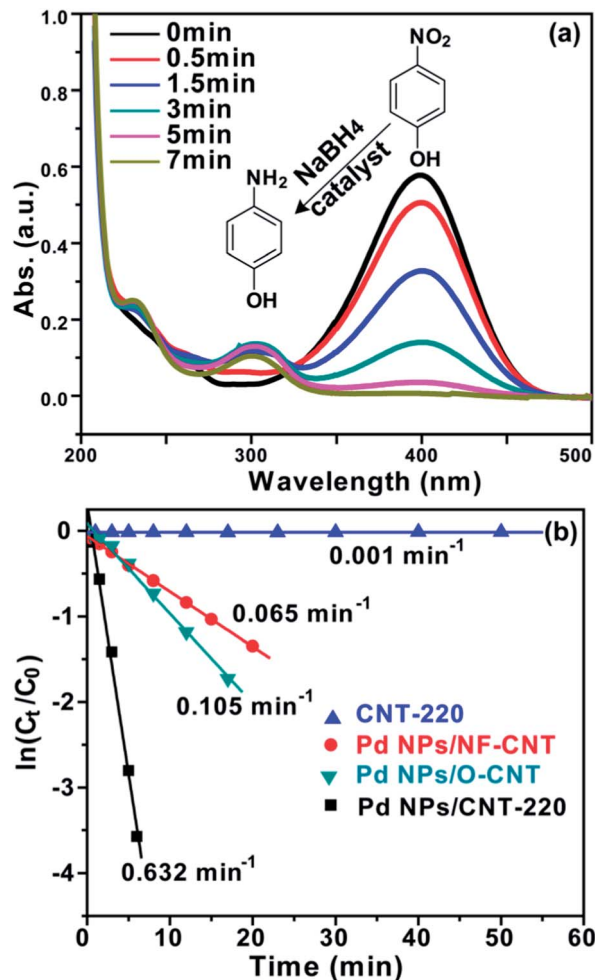 1.0
0.8
0.6
0.4
0.2
0.0
Abs. (a.u.)
0min
0.5min
1.5min
3min
5min
7min
(a)
NO₂
OH
NaBH4
catalyst
NH₂
OH
200
300
400
500
Wavelength (nm)
0
-1
-2
-3
-4
ln(Cₜ/C₀)
(b)
0.001 min⁻¹
0.065 min⁻¹
0.105 min⁻¹
CNT-220
Pd NPs/NF-CNT
Pd NPs/O-CNT
Pd NPs/CNT-220
0.632 min⁻¹
0
10
20
30
40
50
60
Time (min)